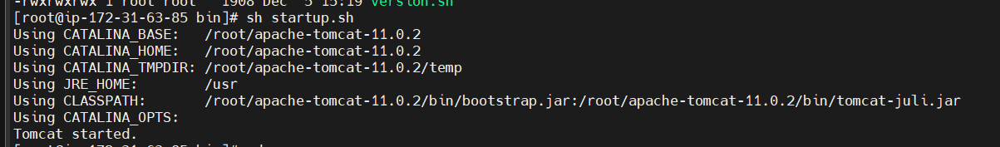 -rwxrwxrwx 1 root root 1908 Dec 5 15:19 version.sh
[root@ip-172-31-63-85 bin]# sh startup.sh
Using CATALINA_BASE:   /root/apache-tomcat-11.0.2
Using CATALINA_HOME:   /root/apache-tomcat-11.0.2
Using CATALINA_TMPDIR: /root/apache-tomcat-11.0.2/temp
Using JRE_HOME:        /usr
Using CLASSPATH:       /root/apache-tomcat-11.0.2/bin/bootstrap.jar:/root/apache-tomcat-11.0.2/bin/tomcat-juli.jar
Using CATALINA_OPTS:
Tomcat started.